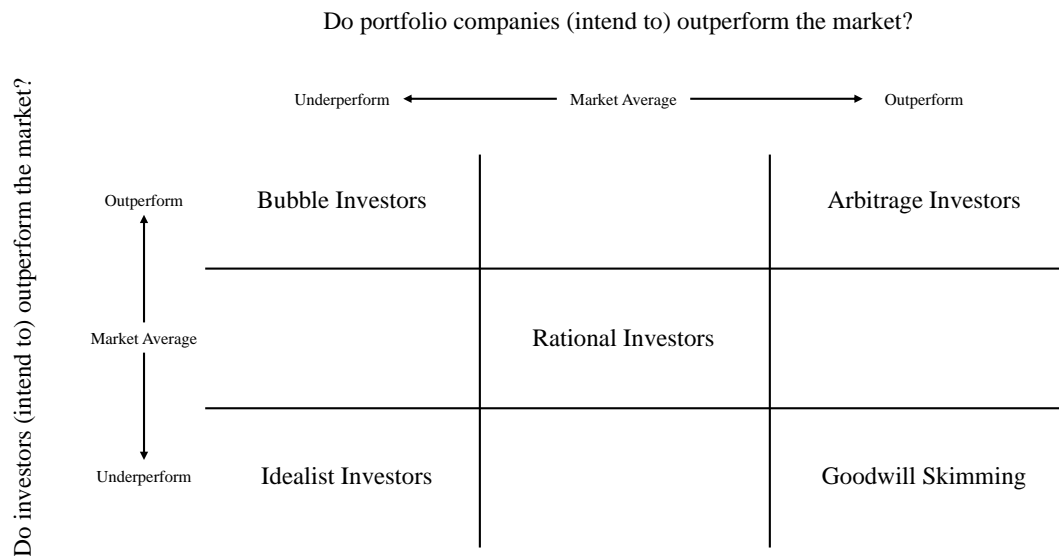 Do portfolio companies (intend to) outperform the market?
Do investors (intend to) outperform the market?
Underperform
Market Average
Outperform
Outperform
Bubble Investors
Arbitrage Investors
Market Average
Rational Investors
Underperform
Idealist Investors
Goodwill Skimming